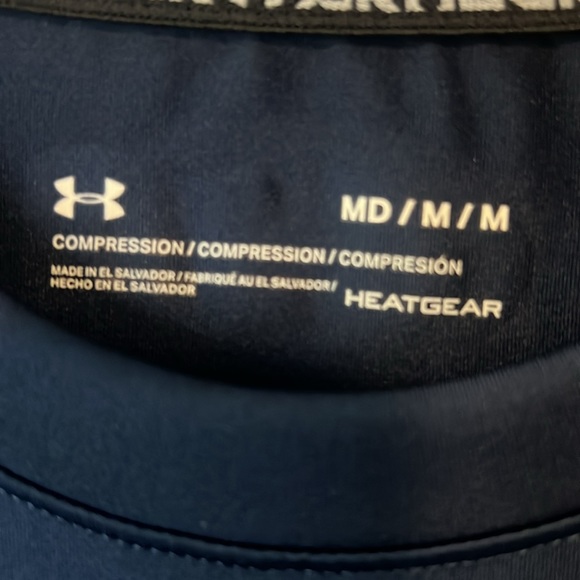 MD / M / M
COMPRESSION / COMPRESSION / COMPRESIÓN
MADE IN EL SALVADOR / FABRIQUÉ AU EL SALVADOR /
HECHO EN EL SALVADOR
HEATGEAR